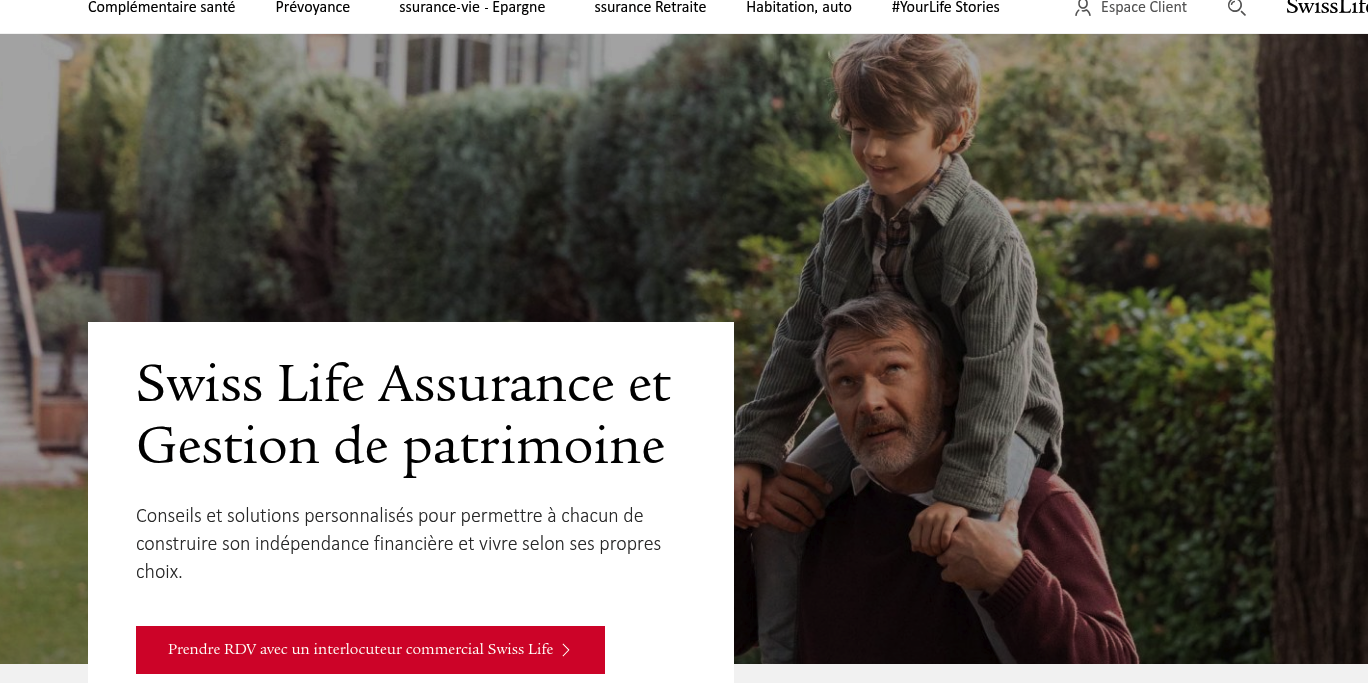 Complémentaire santé Prévoyance ssurance-vie - Epargne ssurance Retraite Habitation, auto #YourLife Stories Espace Client SwissLife
Swiss Life Assurance et
Gestion de patrimoine
Conseils et solutions personnalisés pour permettre à chacun de
construire son indépendance financière et vivre selon ses propres
choix.
Prendre RDV avec un interlocuteur commercial Swiss Life